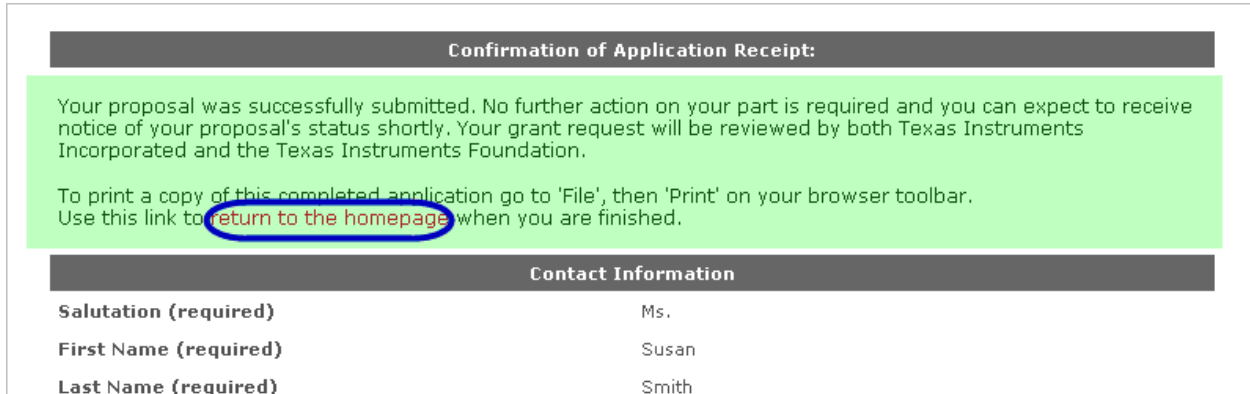 Confirmation of Application Receipt:
Your proposal was successfully submitted. No further action on your part is required and you can expect to receive
notice of your proposal's status shortly. Your grant request will be reviewed by both Texas Instruments
Incorporated and the Texas Instruments Foundation.
To print a copy of this completed application go to 'File', then 'Print' on your browser toolbar.
Use this link to return to the homepage when you are finished.
Contact Information
Salutation (required) Ms.
First Name (required) Susan
Last Name (required) Smith